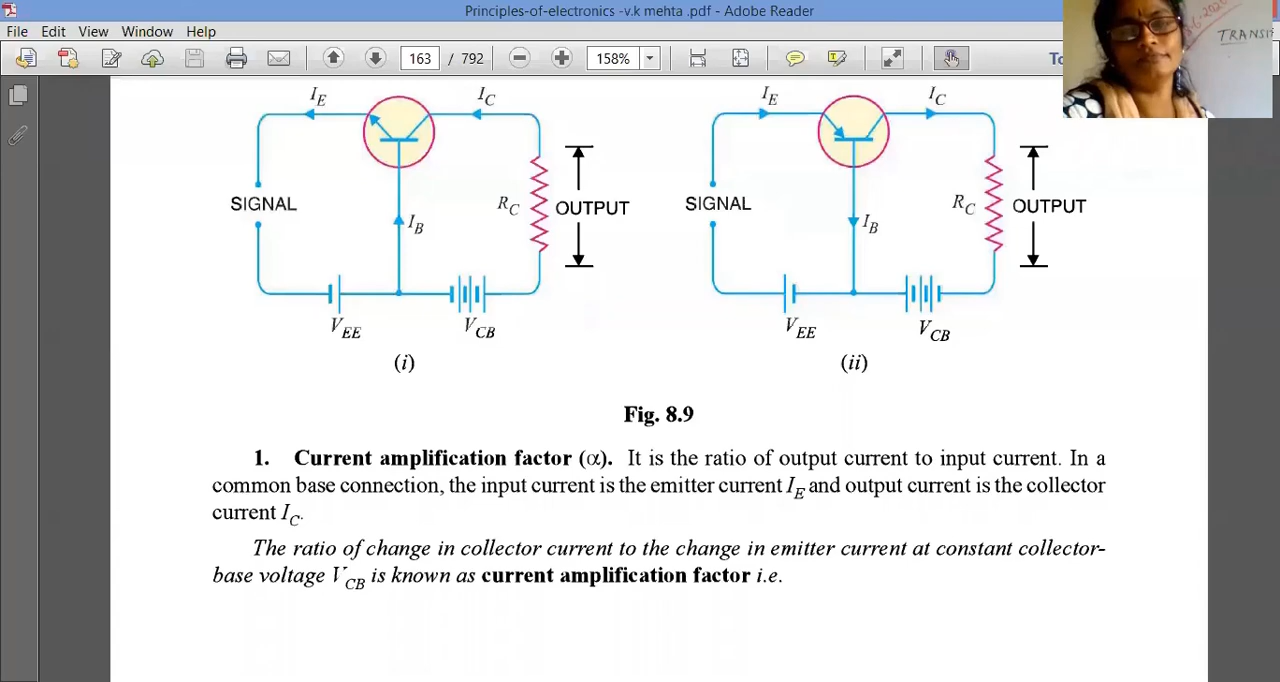 Principles-of-electronics -v.k mehta .pdf - Adobe Reader
File Edit View Window Help
163 / 792 158%
TRANSI
I_E I_C I_E I_C
SIGNAL R_C OUTPUT SIGNAL R_C OUTPUT
I_B I_B
V_EE V_CB V_EE V_CB
(i) (ii)
Fig. 8.9
1. Current amplification factor (α). It is the ratio of output current to input current. In a
common base connection, the input current is the emitter current I_E and output current is the collector
current I_C.
The ratio of change in collector current to the change in emitter current at constant collector-
base voltage V_CB is known as current amplification factor i.e.